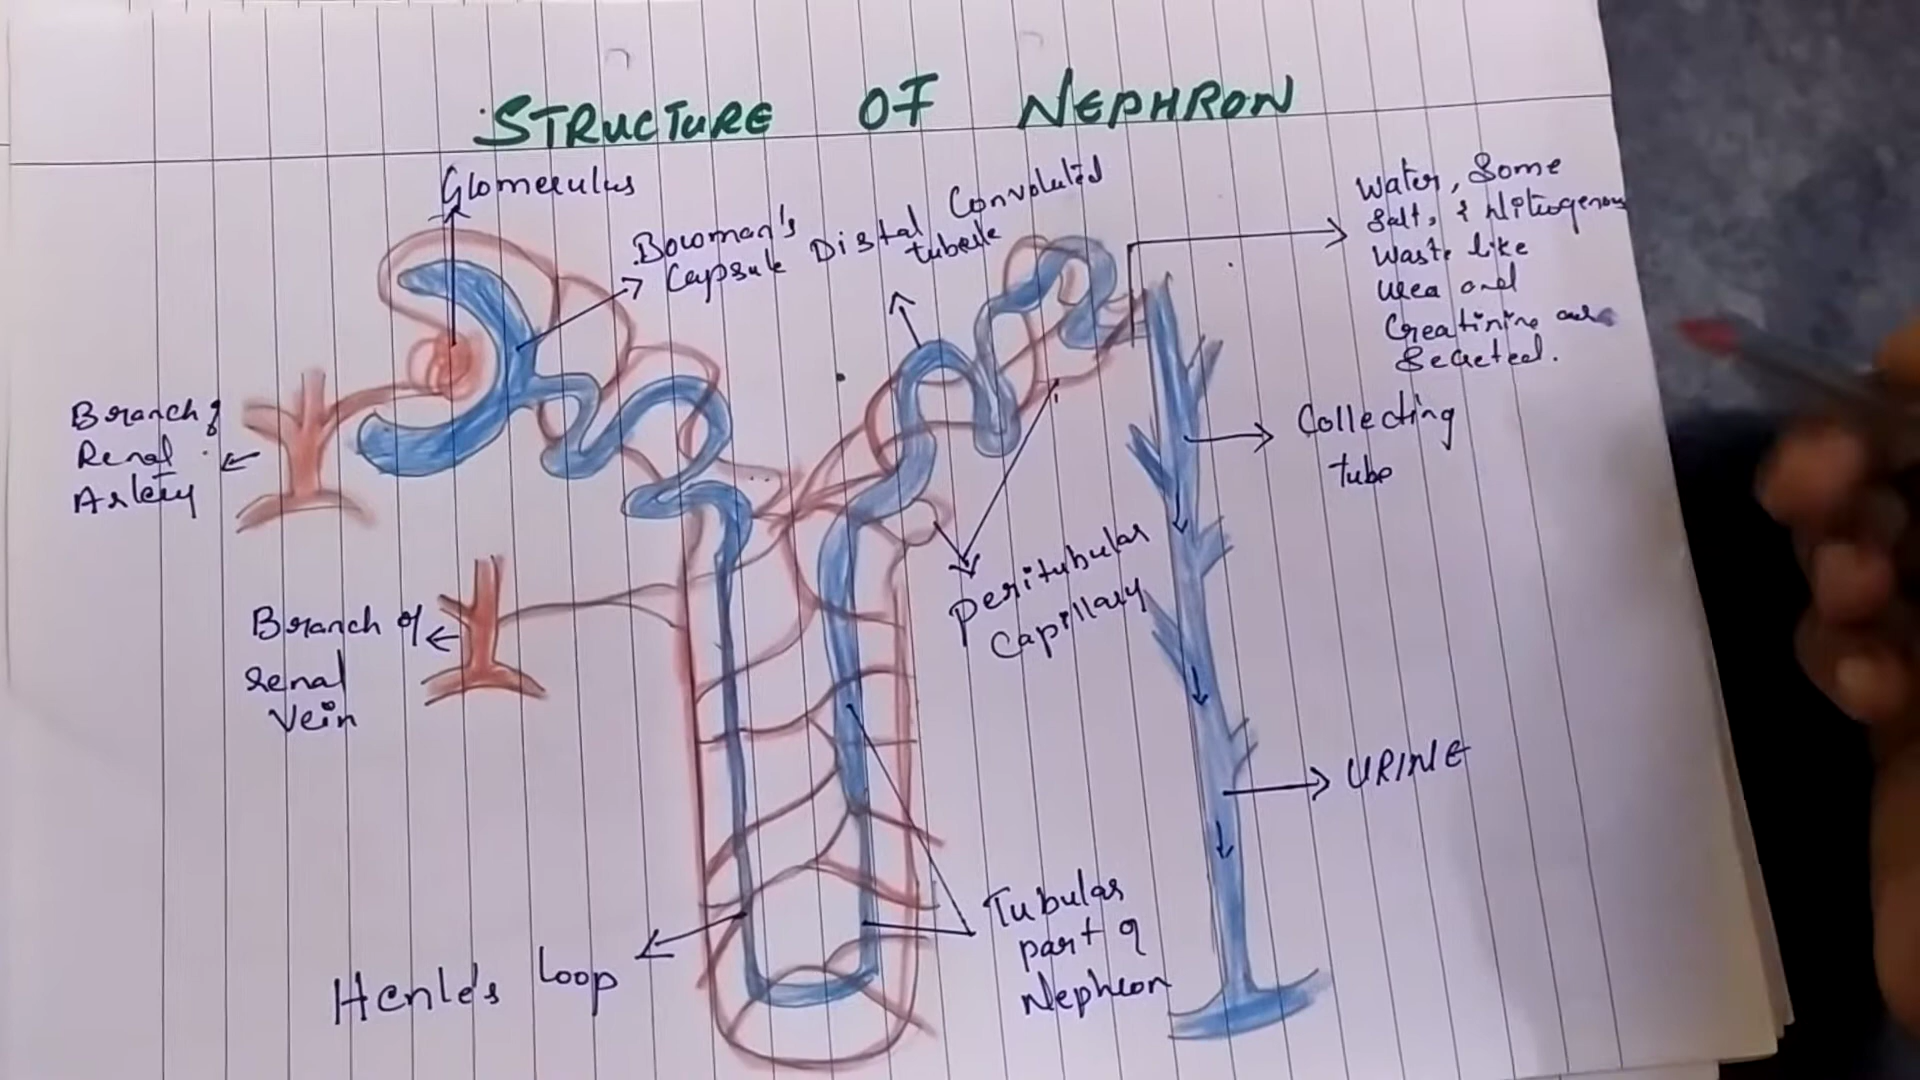 STRUCTURE OF NEPHRON
Glomerulus
Bowman's
Capsule
Distal Convoluted
tubele
Water, Some
Salt, & Nitrogenous
Waste like
Urea and
Creatinine are
Secreted.
Branch of
Renal
Artery
Collecting
tube
Peritubular
Capillary
Branch of
renal
Vein
URINE
Henle's Loop
Tubular
part of
Nephron